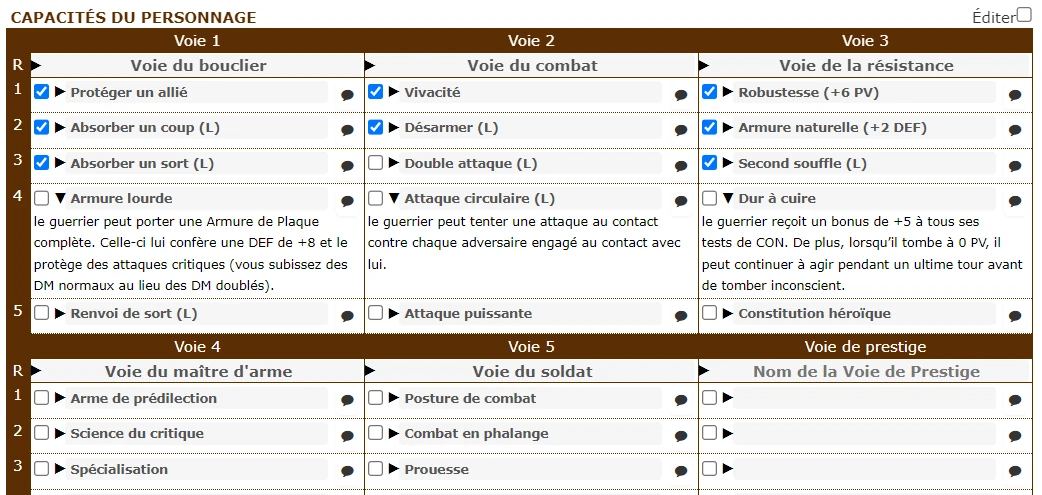 CAPACITÉS DU PERSONNAGE Éditer
Voie 1 Voie 2 Voie 3
R Voie du bouclier Voie du combat Voie de la résistance
1 Protéger un allié Vivacité Robustesse (+6 PV)
2 Absorber un coup (L) Désarmer (L) Armure naturelle (+2 DEF)
3 Absorber un sort (L) Double attaque (L) Second souffle (L)
4 Armure lourde Attaque circulaire (L) Dur à cuire
le guerrier peut porter une Armure de Plaque
complète. Celle-ci lui confère une DEF de +8 et le
protège des attaques critiques (vous subissez des
DM normaux au lieu des DM doublés).
le guerrier peut tenter une attaque au contact
contre chaque adversaire engagé au contact avec
lui.
le guerrier reçoit un bonus de +5 à tous ses
tests de CON. De plus, lorsqu'il tombe à 0 PV, il
peut continuer à agir pendant un ultime tour avant
de tomber inconscient.
5 Renvoi de sort (L) Attaque puissante Constitution héroïque
Voie 4 Voie 5 Voie de prestige
R Voie du maître d'arme Voie du soldat Nom de la Voie de Prestige
1 Arme de prédilection Posture de combat
2 Science du critique Combat en phalange
3 Spécialisation Prouesse